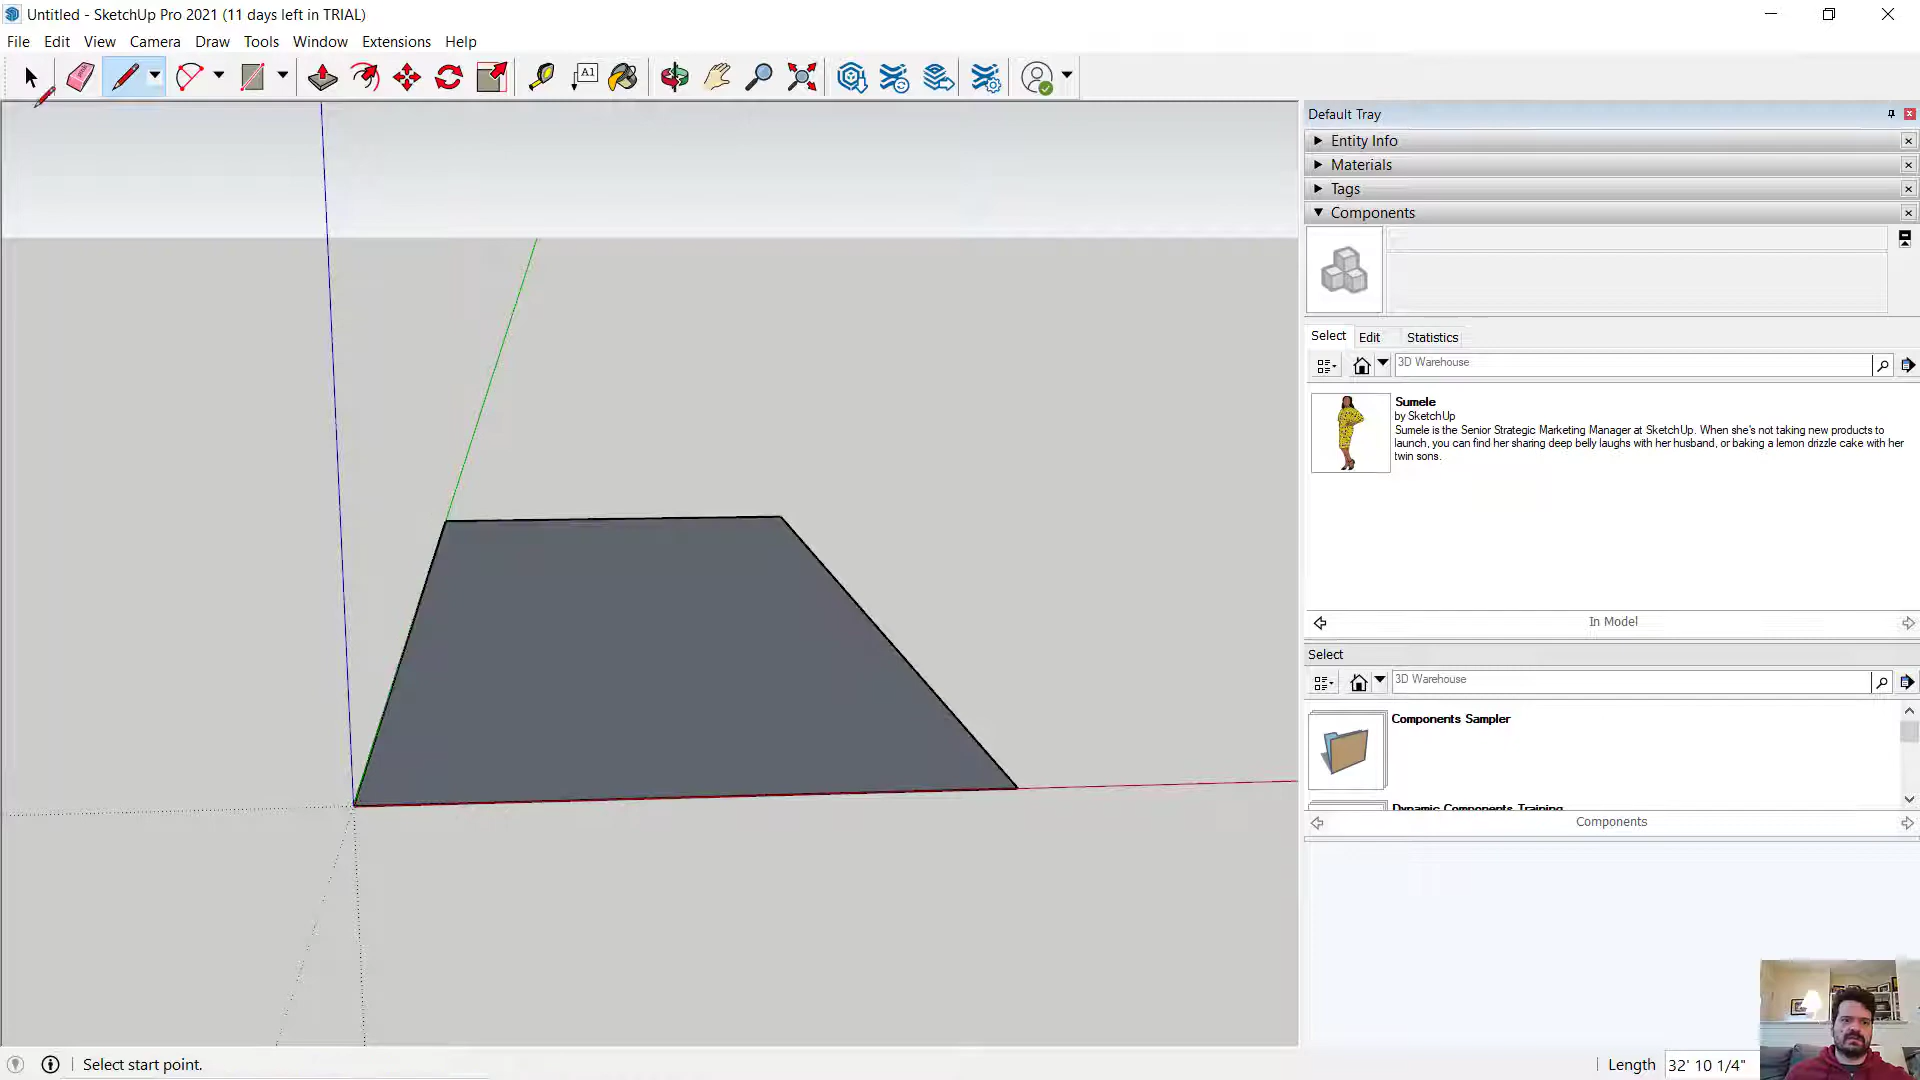 Untitled - SketchUp Pro 2021 (11 days left in TRIAL)
File Edit View Camera Draw Tools Window Extensions Help
A1
Default Tray
Entity Info
Materials
Tags
Components
Select Edit Statistics
3D Warehouse
Sumele
by SketchUp
Sumele is the Senior Strategic Marketing Manager at SketchUp. When she's not taking new products to
launch, you can find her sharing deep belly laughs with her husband, or baking a lemon drizzle cake with her
twin sons.
In Model
Select
3D Warehouse
Components Sampler
Dynamic Components Training
Components
Select start point.
Length 32' 10 1/4"